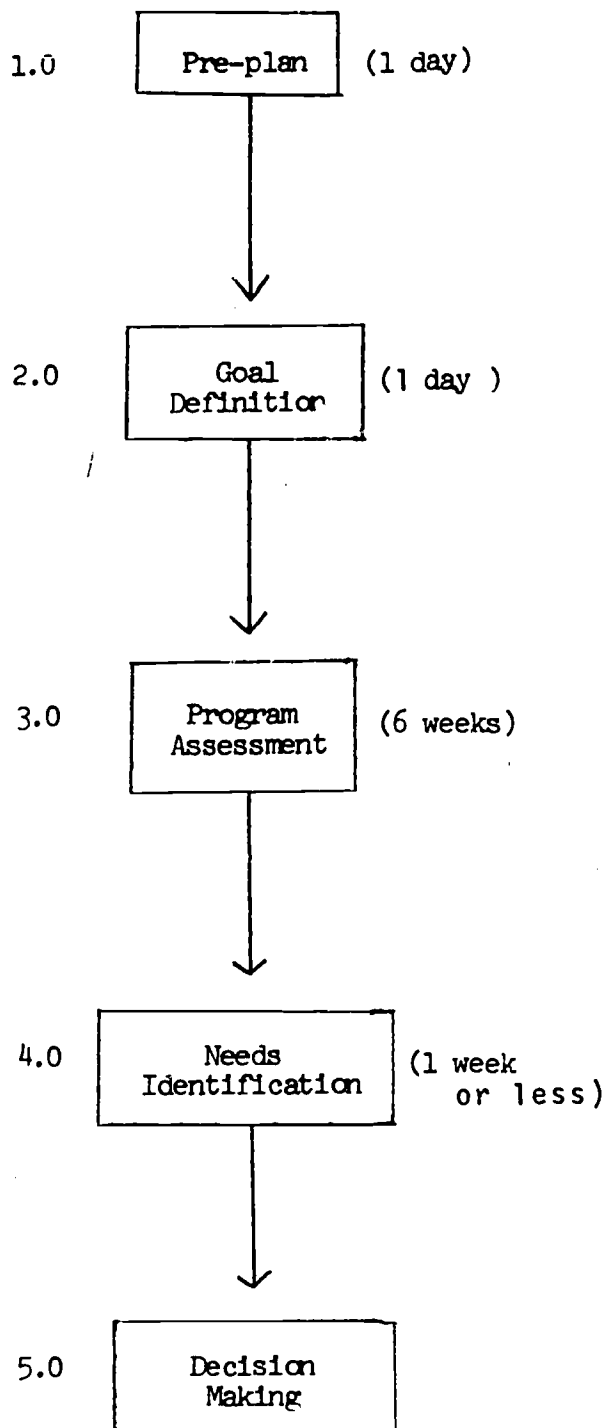 1.0 Pre-plan (1 day)
2.0 Goal Definition (1 day )
3.0 Program Assessment (6 weeks)
4.0 Needs Identification (1 week or less)
5.0 Decision Making